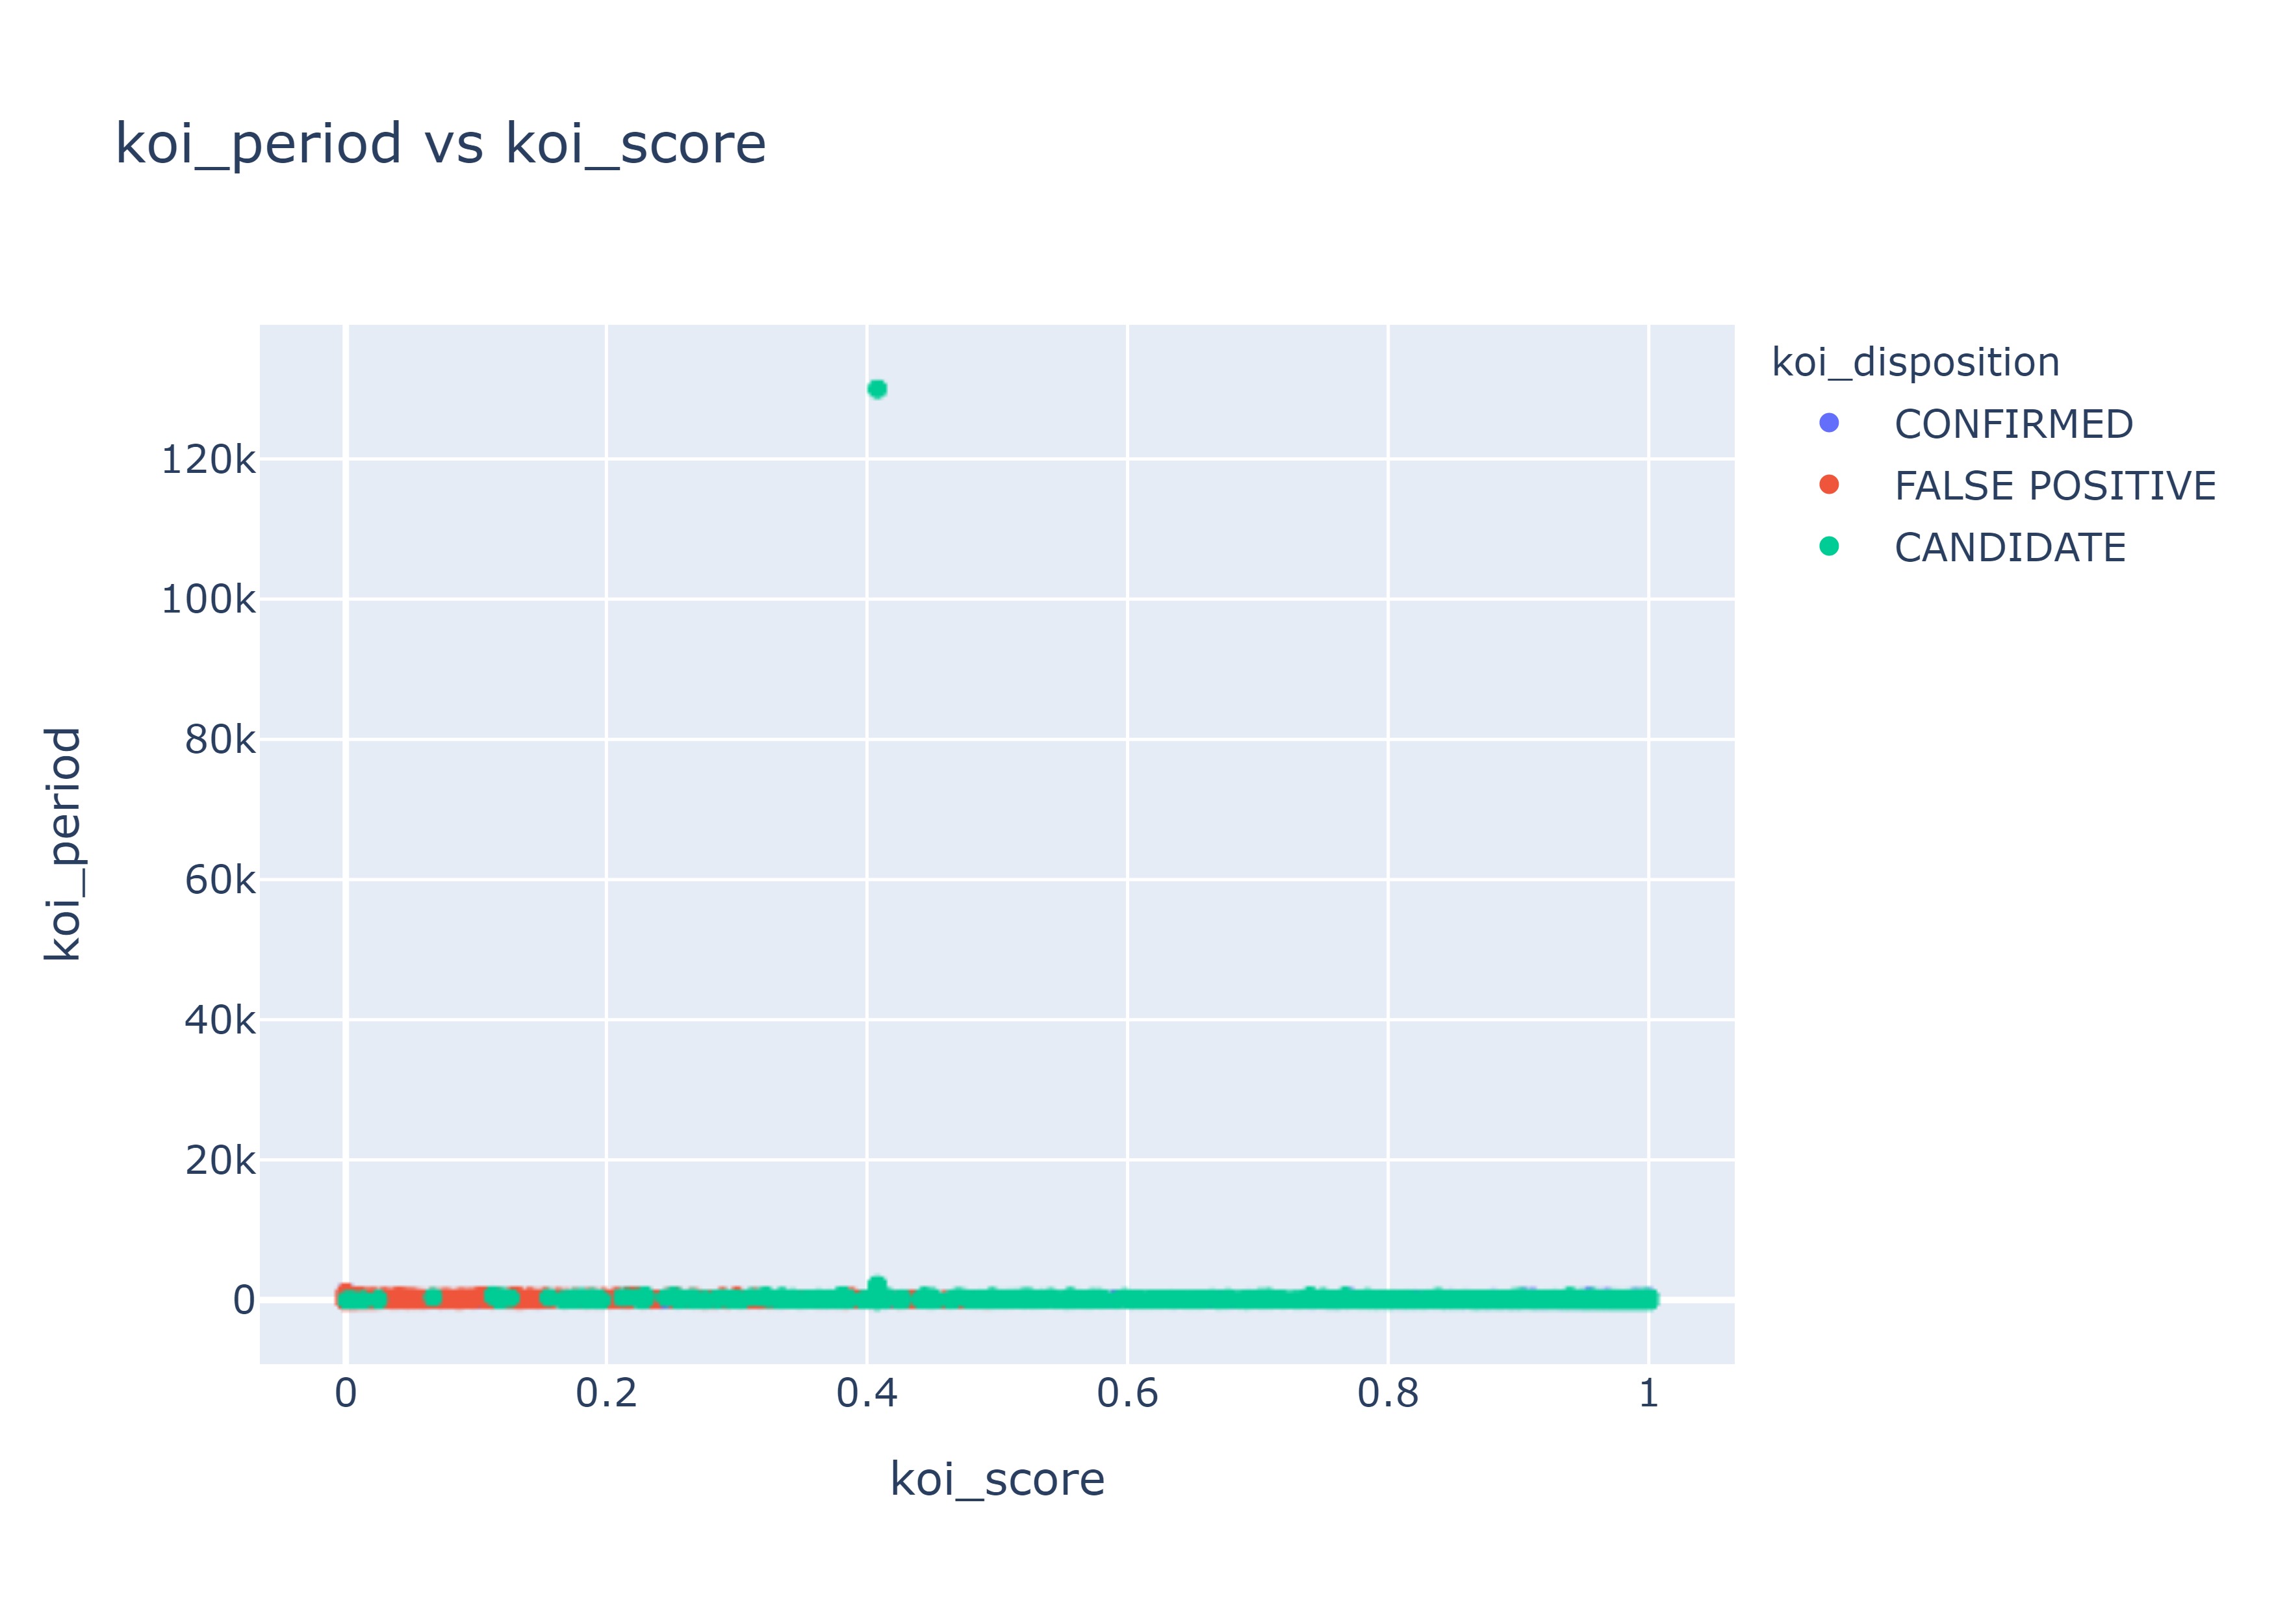 koi_period vs koi_score
koi_disposition
CONFIRMED
FALSE POSITIVE
CANDIDATE
120k
100k
80k
60k
40k
20k
0
koi_period
0 0.2 0.4 0.6 0.8 1
koi_score